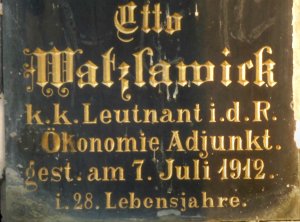 Otto
Watzlawick
k.k. Leutnant i.d.R.
Ökonomie Adjunkt.
gest. am 7. Juli 1912.
i. 28. Lebensjahre.